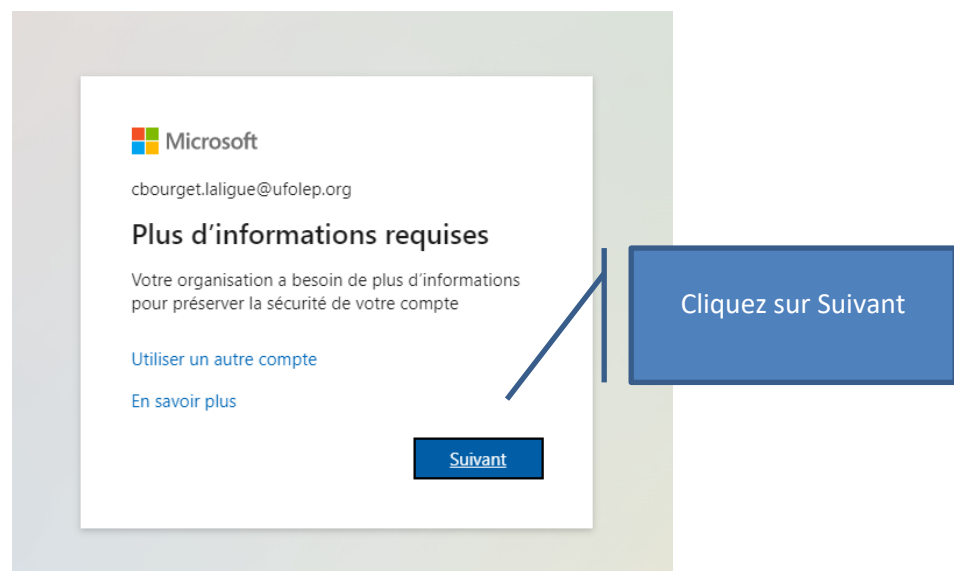 Microsoft
cbourget.laligue@ufolep.org
Plus d'informations requises
Votre organisation a besoin de plus d'informations
pour préserver la sécurité de votre compte
Utiliser un autre compte
En savoir plus
Suivant
Cliquez sur Suivant